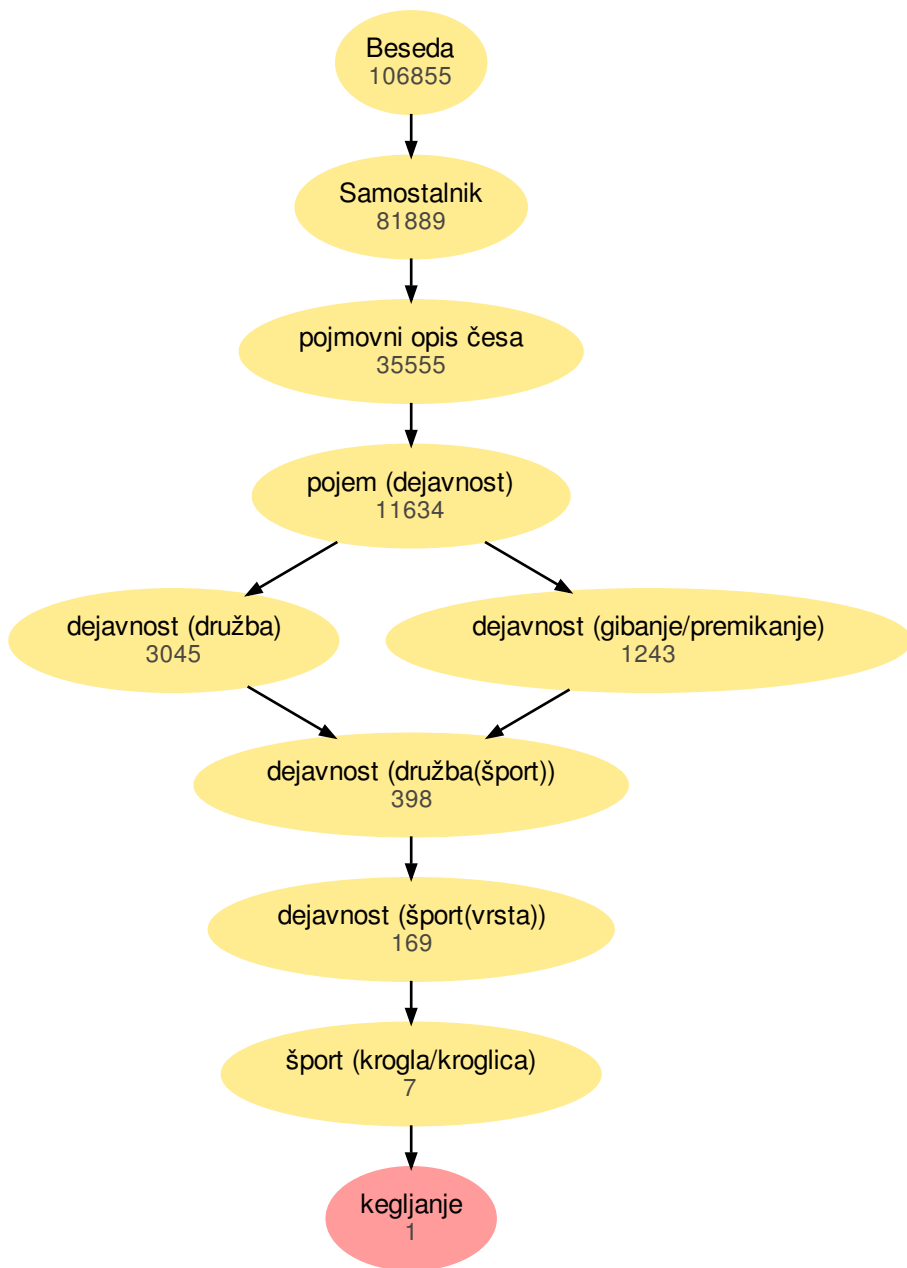 Beseda
106855
Samostalnik
81889
pojmovni opis česa
35555
pojem (dejavnost)
11634
dejavnost (družba)
3045
dejavnost (gibanje/premikanje)
1243
dejavnost (družba(šport))
398
dejavnost (šport(vrsta))
169
šport (krogla/kroglica)
7
kegljanje
1